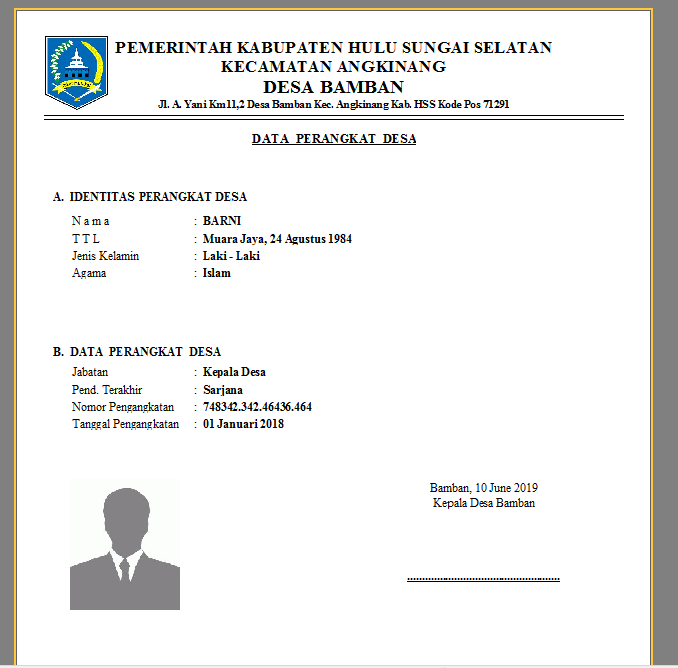 PEMERINTAH KABUPATEN HULU SUNGAI SELATAN
KECAMATAN ANGKINANG
DESA BAMBAN
Jl. A. Yani Km11,2 Desa Bamban Kec. Angkinang Kab. HSS Kode Pos 71291
DATA PERANGKAT DESA
A. IDENTITAS PERANGKAT DESA
N a m a : BARNI
T T L : Muara Jaya, 24 Agustus 1984
Jenis Kelamin : Laki - Laki
Agama : Islam
B. DATA PERANGKAT DESA
Jabatan : Kepala Desa
Pend. Terakhir : Sarjana
Nomor Pengangkatan : 748342.342.46436.464
Tanggal Pengangkatan : 01 Januari 2018
Bamban, 10 June 2019
Kepala Desa Bamban